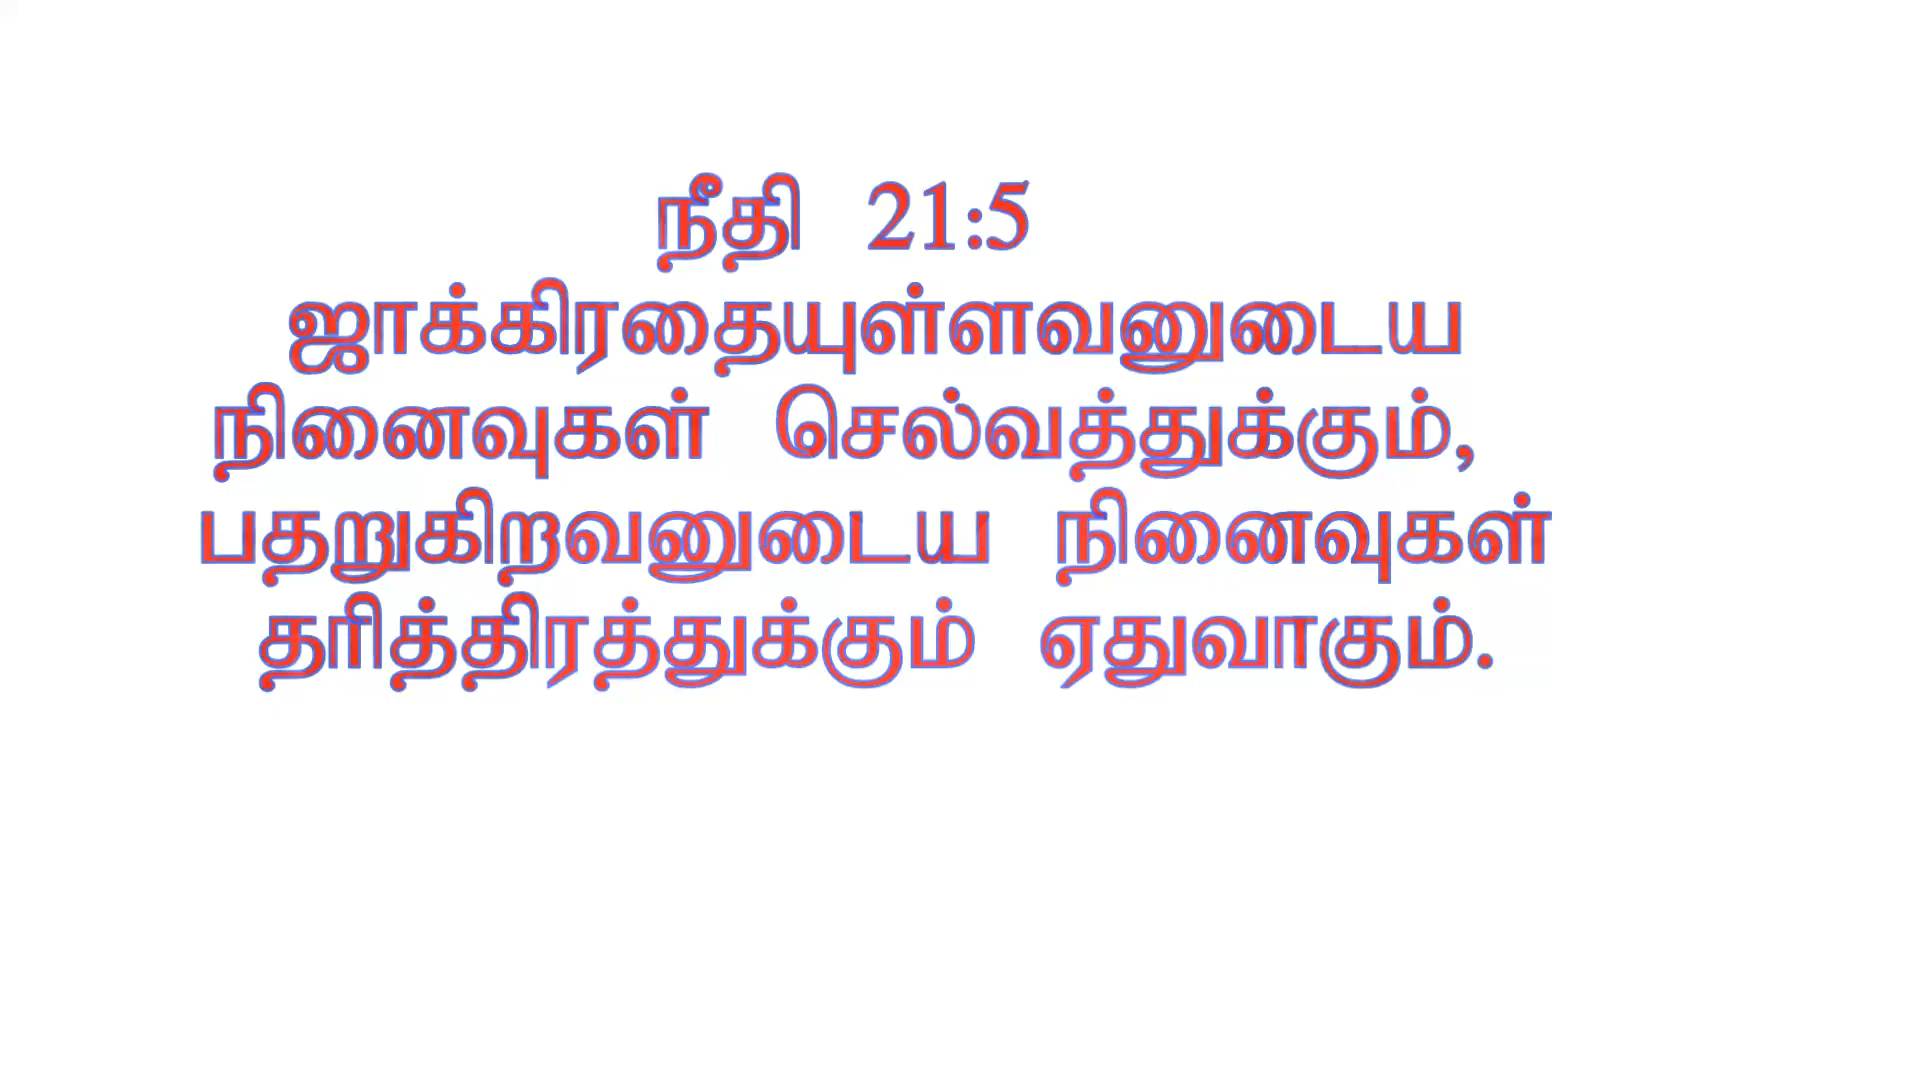 நீதி 21:5
ஜாக்கிரதையுள்ளவனுடைய
நினைவுகள் செல்வத்துக்கும்,
பதறுகிறவனுடைய நினைவுகள்
தரித்திரத்துக்கும் ஏதுவாகும்.